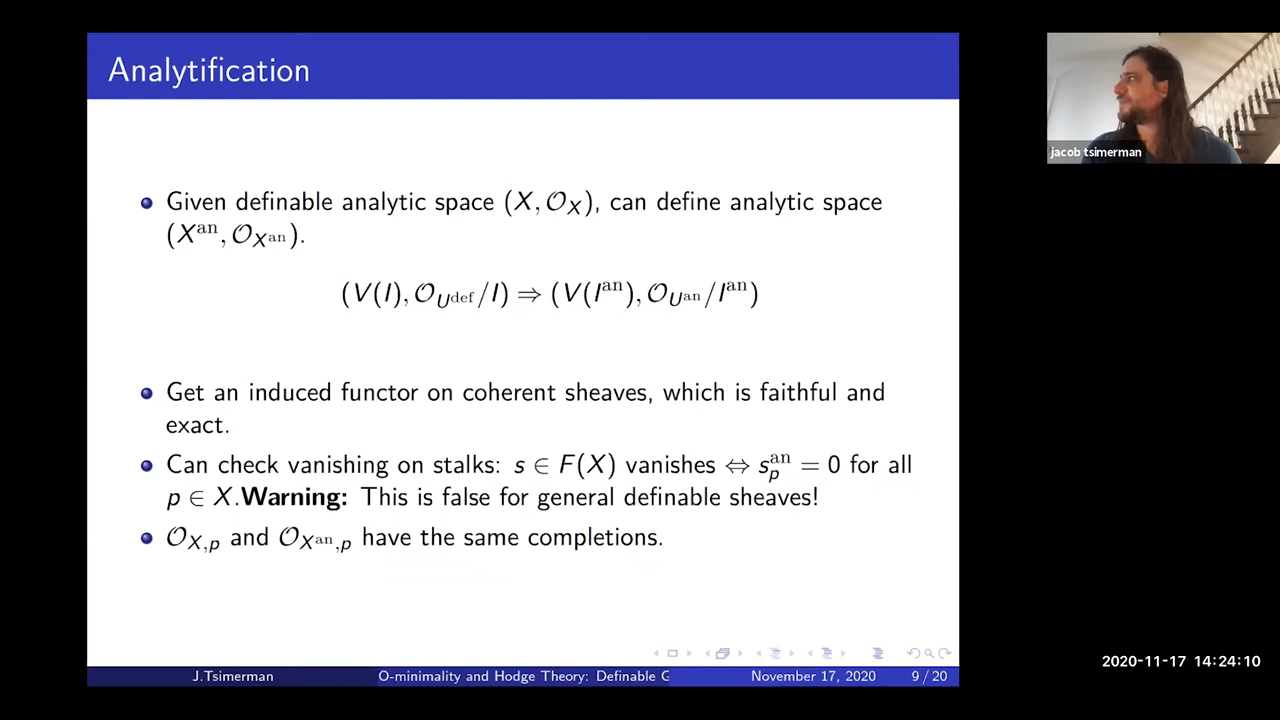 Analytification
Given definable analytic space (X, 𝒪_X), can define analytic space
(X^an, 𝒪_{X^an}).
(V(I), 𝒪_{U^def}/I) ⇒ (V(I^an), 𝒪_{U^an}/I^an)
Get an induced functor on coherent sheaves, which is faithful and
exact.
Can check vanishing on stalks: s ∈ F(X) vanishes ⇔ s_p^an = 0 for all
p ∈ X.Warning: This is false for general definable sheaves!
𝒪_{X,p} and 𝒪_{X^an,p} have the same completions.
J.Tsimerman O-minimality and Hodge Theory: Definable G November 17, 2020 9 / 20
jacob tsimerman
2020-11-17 14:24:10